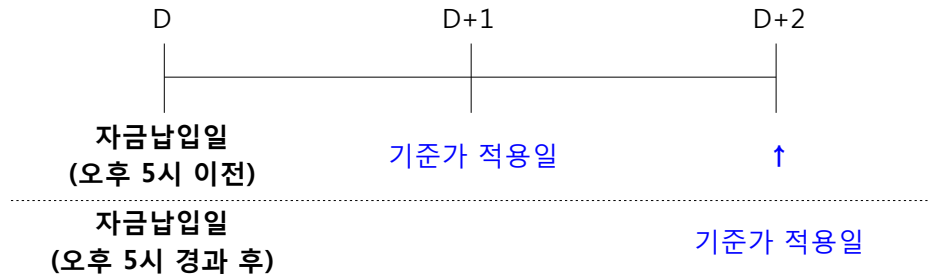 D D+1 D+2
자금납입일
(오후 5시 이전)
기준가 적용일
↑
자금납입일
(오후 5시 경과 후)
기준가 적용일